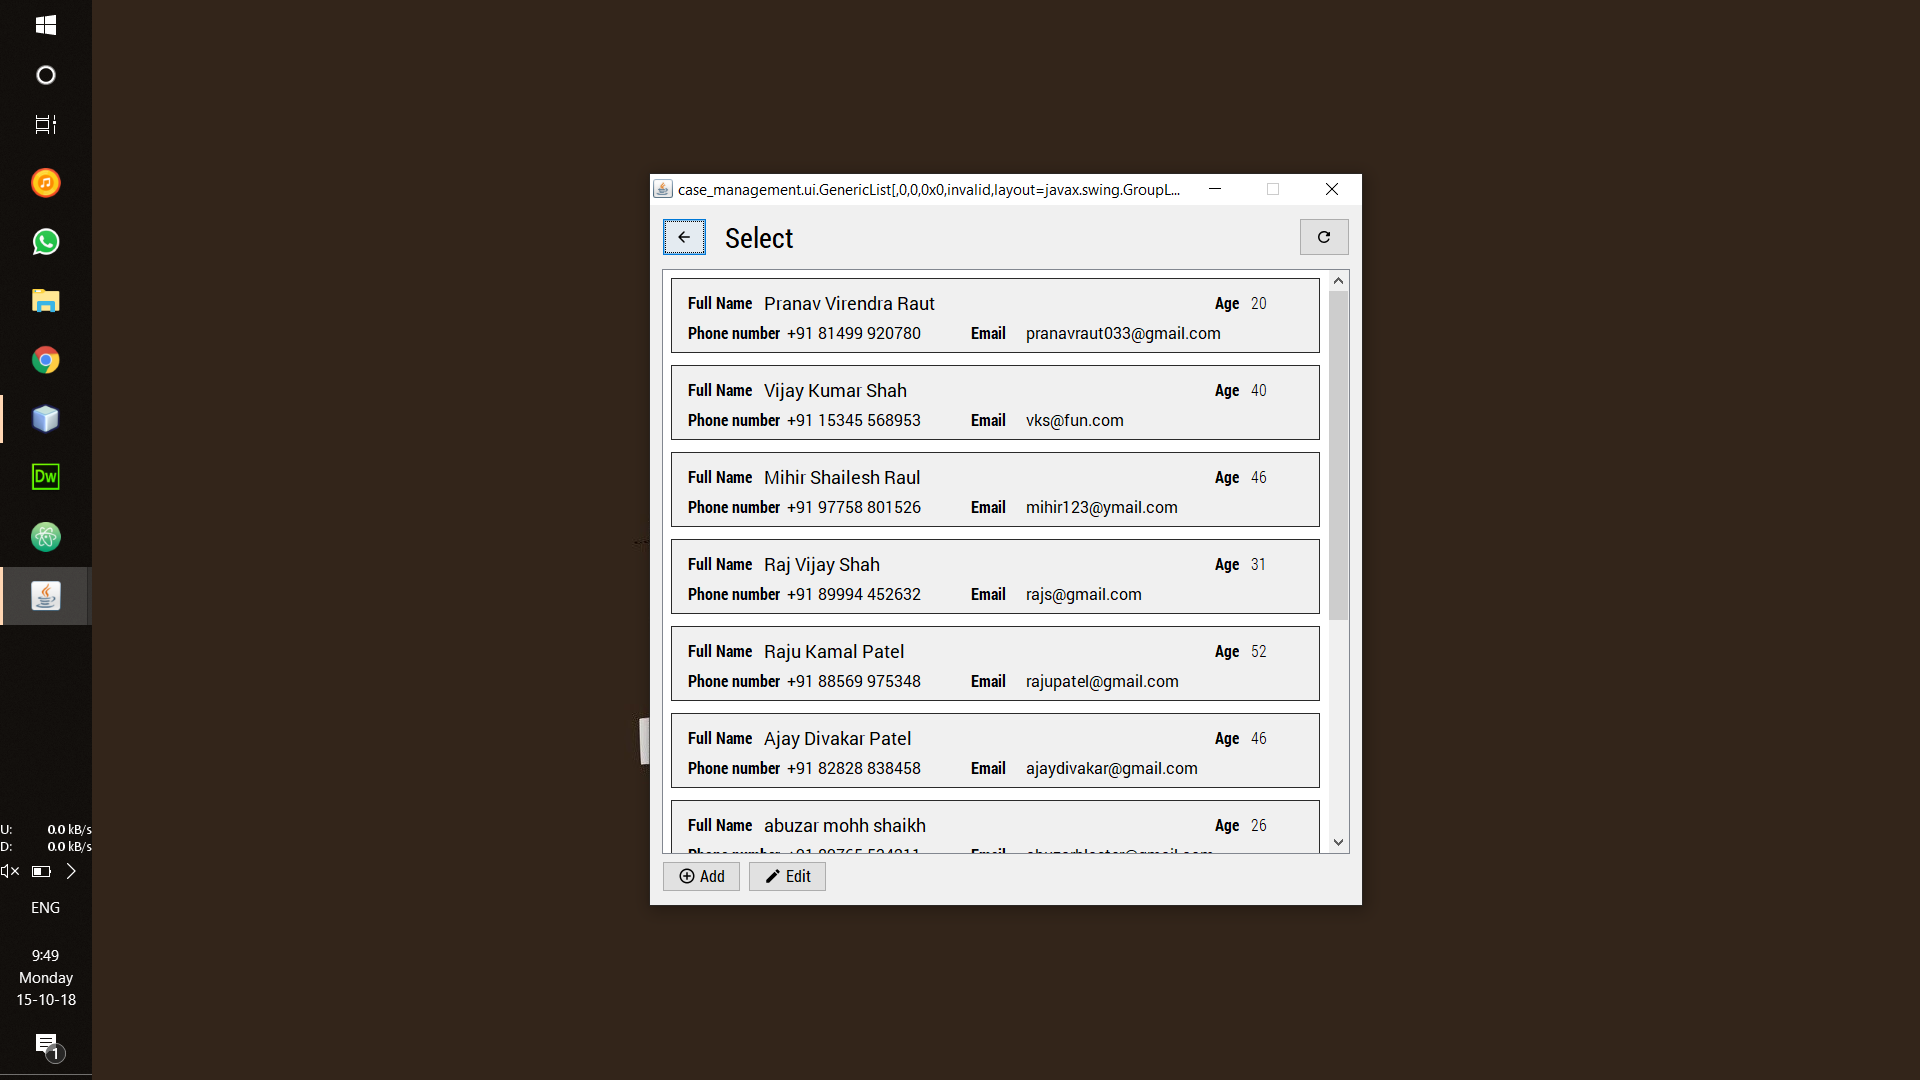 case_management.ui.GenericList[,0,0,0x0,invalid,layout=javax.swing.GroupL...
Select
Full Name Pranav Virendra Raut Age 20
Phone number +91 81499 920780 Email pranavraut033@gmail.com
Full Name Vijay Kumar Shah Age 40
Phone number +91 15345 568953 Email vks@fun.com
Full Name Mihir Shailesh Raul Age 46
Phone number +91 97758 801526 Email mihir123@ymail.com
Full Name Raj Vijay Shah Age 31
Phone number +91 89994 452632 Email rajs@gmail.com
Full Name Raju Kamal Patel Age 52
Phone number +91 88569 975348 Email rajupatel@gmail.com
Full Name Ajay Divakar Patel Age 46
Phone number +91 82828 838458 Email ajaydivakar@gmail.com
Full Name abuzar mohh shaikh Age 26
Phone number +91 Email
Add Edit
Dw
U: 0.0 kB/s
D: 0.0 kB/s
ENG
9:49
Monday
15-10-18
1